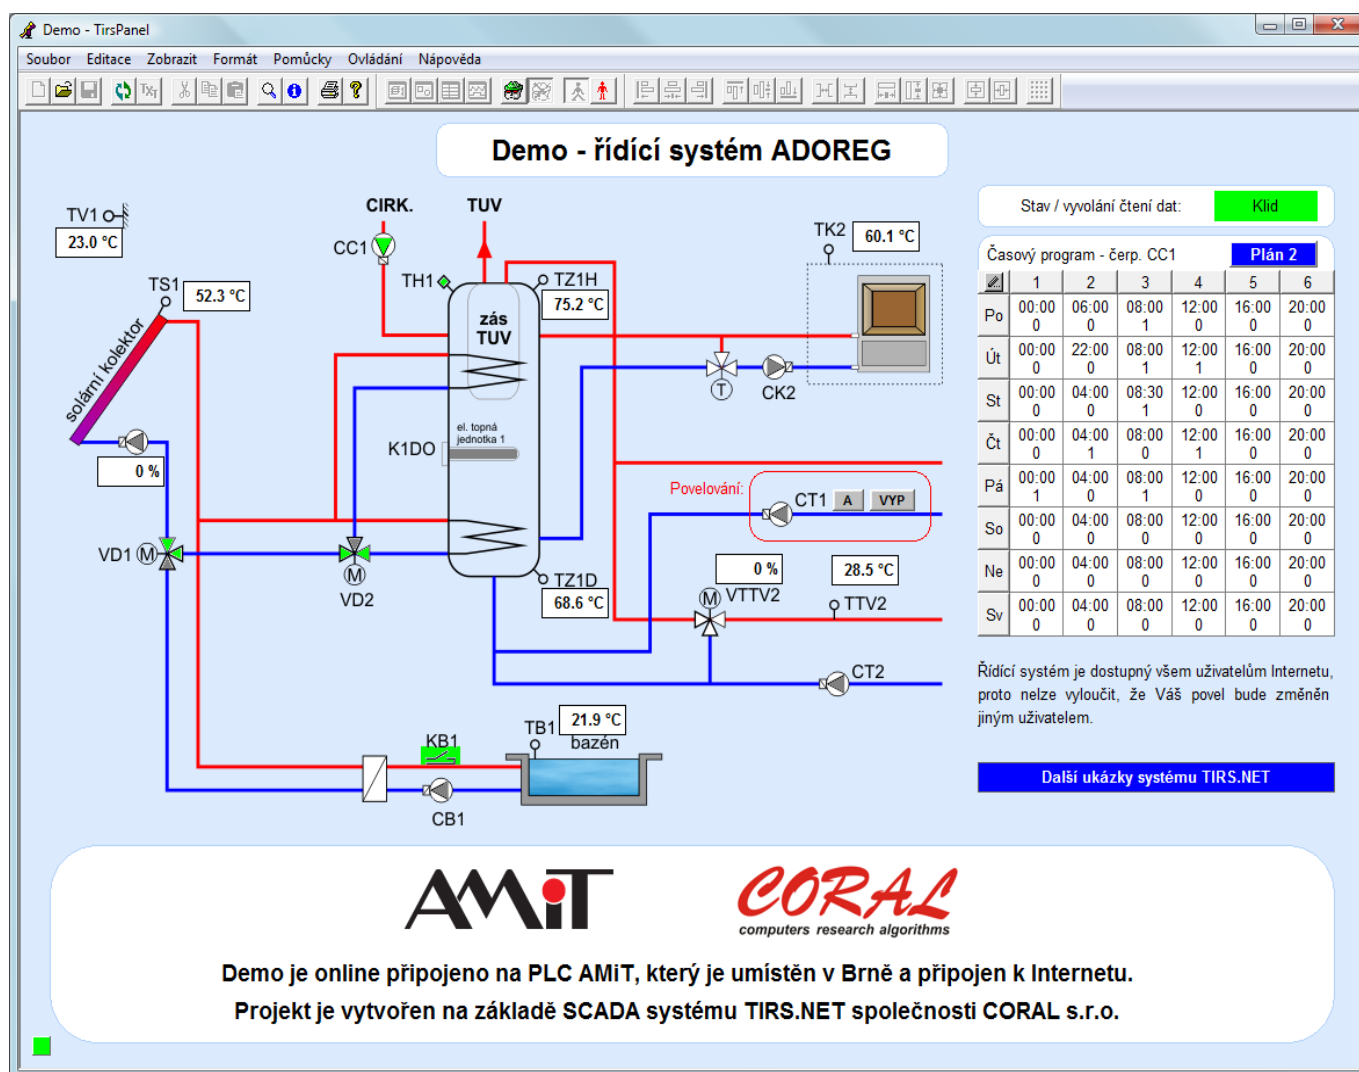 Demo - TirsPanel
Soubor Editace Zobrazit Formát Pomůcky Ovládání Nápověda
TXT
Demo - řídící systém ADOREG
TV1
23.0 °C
TS1
52.3 °C
solární kolektor
0 %
CIRK.
TUV
CC1
TH1
TZ1H
75.2 °C
zás
TUV
el. topná
jednotka 1
K1DO
TK2
60.1 °C
T
CK2
Povelování:
CT1
A
VYP
VD1
M
M
VD2
TZ1D
68.6 °C
0 %
28.5 °C
M
VTTV2
TTV2
CT2
KB1
TB1
21.9 °C
bazén
CB1
Stav / vyvolání čtení dat:
Klid
Časový program - čerp. CC1
Plán 2
1 2 3 4 5 6
Po 00:00 06:00 08:00 12:00 16:00 20:00
0 0 1 0 0 0
Út 00:00 22:00 08:00 12:00 16:00 20:00
0 0 1 1 0 0
St 00:00 04:00 08:30 12:00 16:00 20:00
0 0 1 0 0 0
Čt 00:00 04:00 08:00 12:00 16:00 20:00
0 1 0 1 0 0
Pá 00:00 04:00 08:00 12:00 16:00 20:00
1 0 1 0 0 0
So 00:00 04:00 08:00 12:00 16:00 20:00
0 0 0 0 0 0
Ne 00:00 04:00 08:00 12:00 16:00 20:00
0 0 0 0 0 0
Sv 00:00 04:00 08:00 12:00 16:00 20:00
0 0 0 0 0 0
Řídící systém je dostupný všem uživatelům Internetu,
proto nelze vyloučit, že Váš povel bude změněn
jiným uživatelem.
Další ukázky systému TIRS.NET
AMiT
CORAL
computers research algorithms
Demo je online připojeno na PLC AMiT, který je umístěn v Brně a připojen k Internetu.
Projekt je vytvořen na základě SCADA systému TIRS.NET společnosti CORAL s.r.o.